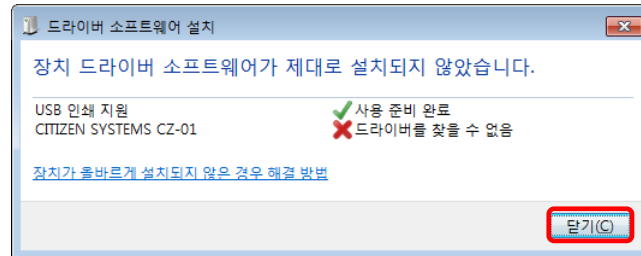 드라이버 소프트웨어 설치
장치 드라이버 소프트웨어가 제대로 설치되지 않았습니다.
USB 인쇄 지원 사용 준비 완료
CITIZEN SYSTEMS CZ-01 드라이버를 찾을 수 없음
장치가 올바르게 설치되지 않은 경우 해결 방법
닫기(C)